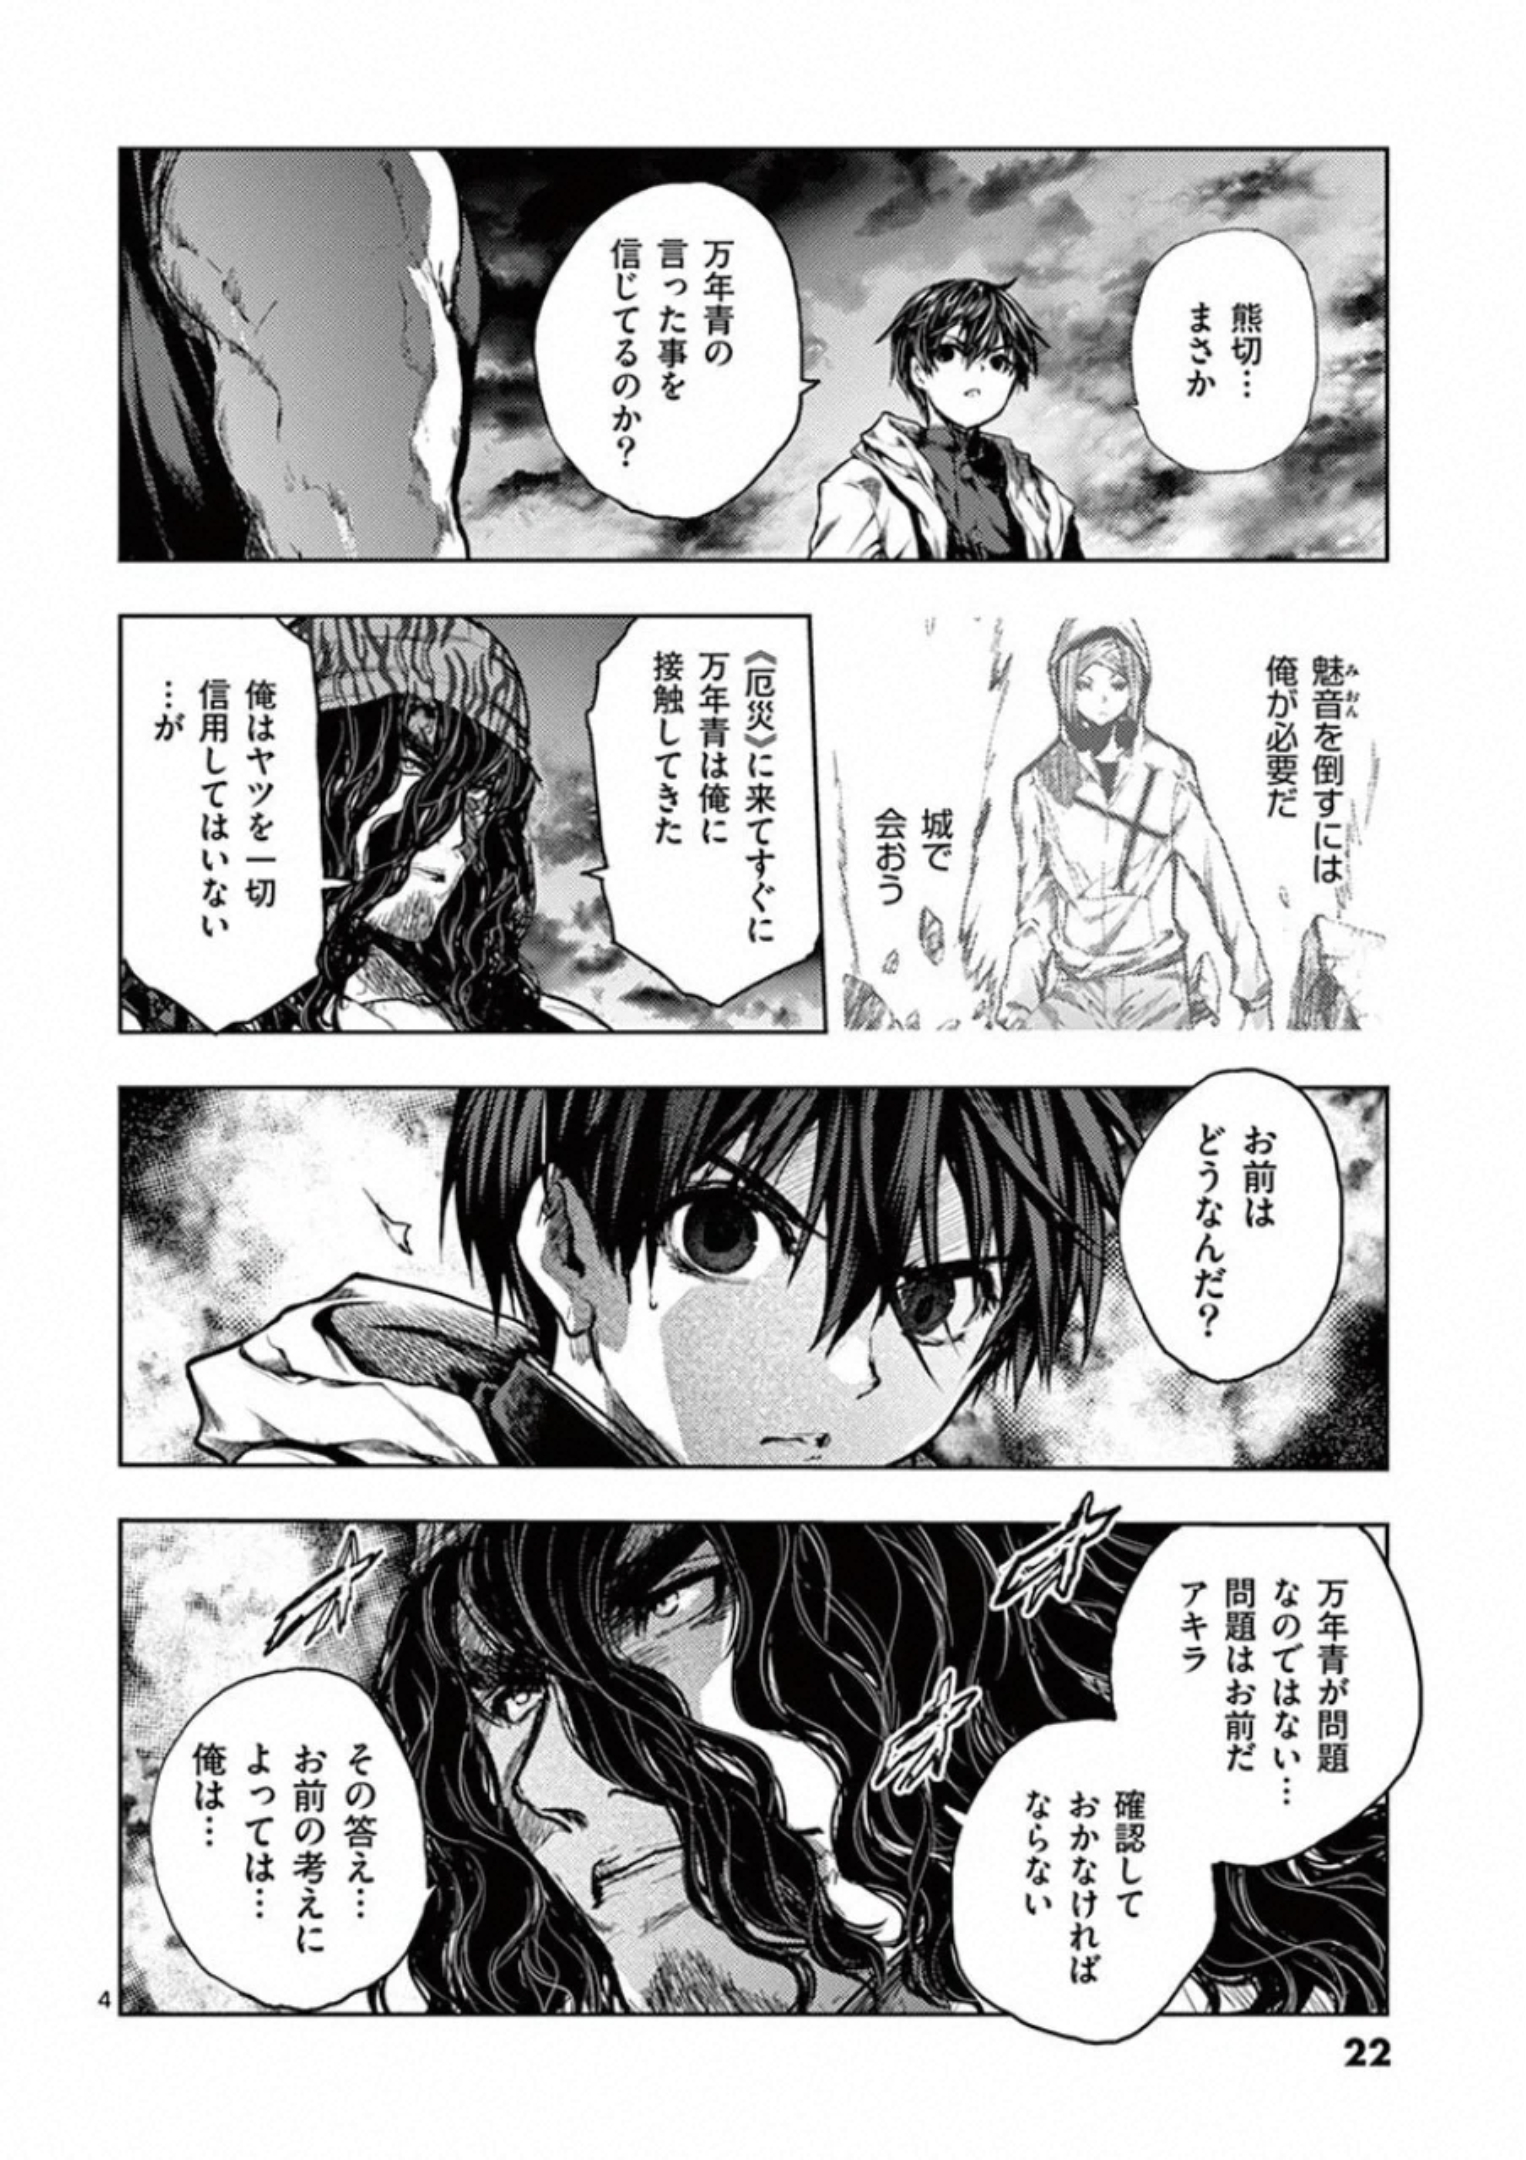 熊切…
まさか
万年青の
言った事を
信じてるのか？
魅音を倒すには
みおん
俺が必要だ
城で
会おう
《厄災》に来てすぐに
万年青は俺に
接触してきた
俺はヤツを一切
信用してはいない
…が
お前は
どうなんだ？
万年青が問題
なのではない…
問題はお前だ
アキラ
確認して
おかなければ
ならない
その答え…
お前の考えに
よっては…
俺は…
4
22